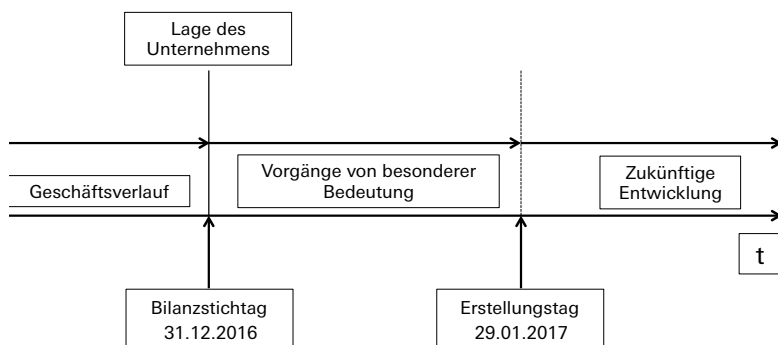 Lage des
Unternehmens
Geschäftsverlauf
Vorgänge von besonderer
Bedeutung
Zukünftige
Entwicklung
t
Bilanzstichtag
31.12.2016
Erstellungstag
29.01.2017